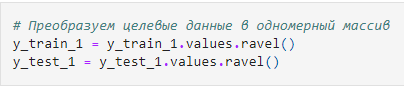 # Преобразуем целевые данные в одномерный массив
y_train_1 = y_train_1.values.ravel()
y_test_1 = y_test_1.values.ravel()